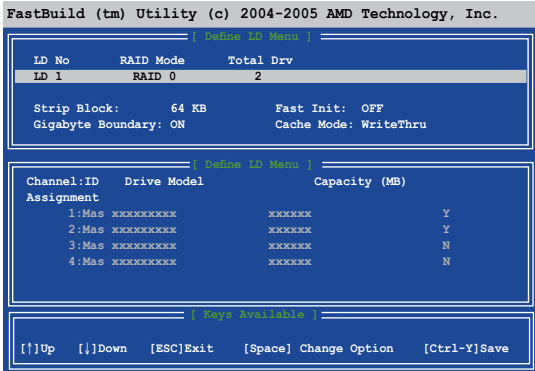 FastBuild (tm) Utility (c) 2004-2005 AMD Technology, Inc.
[ Define LD Menu ]
LD No RAID Mode Total Drv
LD 1 RAID 0 2
Strip Block: 64 KB Fast Init: OFF
Gigabyte Boundary: ON Cache Mode: WriteThru
[ Define LD Menu ]
Channel:ID Drive Model Capacity (MB)
Assignment
1:Mas xxxxxxxxx xxxxxx Y
2:Mas xxxxxxxxx xxxxxx Y
3:Mas xxxxxxxxx xxxxxx N
4:Mas xxxxxxxxx xxxxxx N
[ Keys Available ]
[↑]Up [↓]Down [ESC]Exit [Space] Change Option [Ctrl-Y]Save